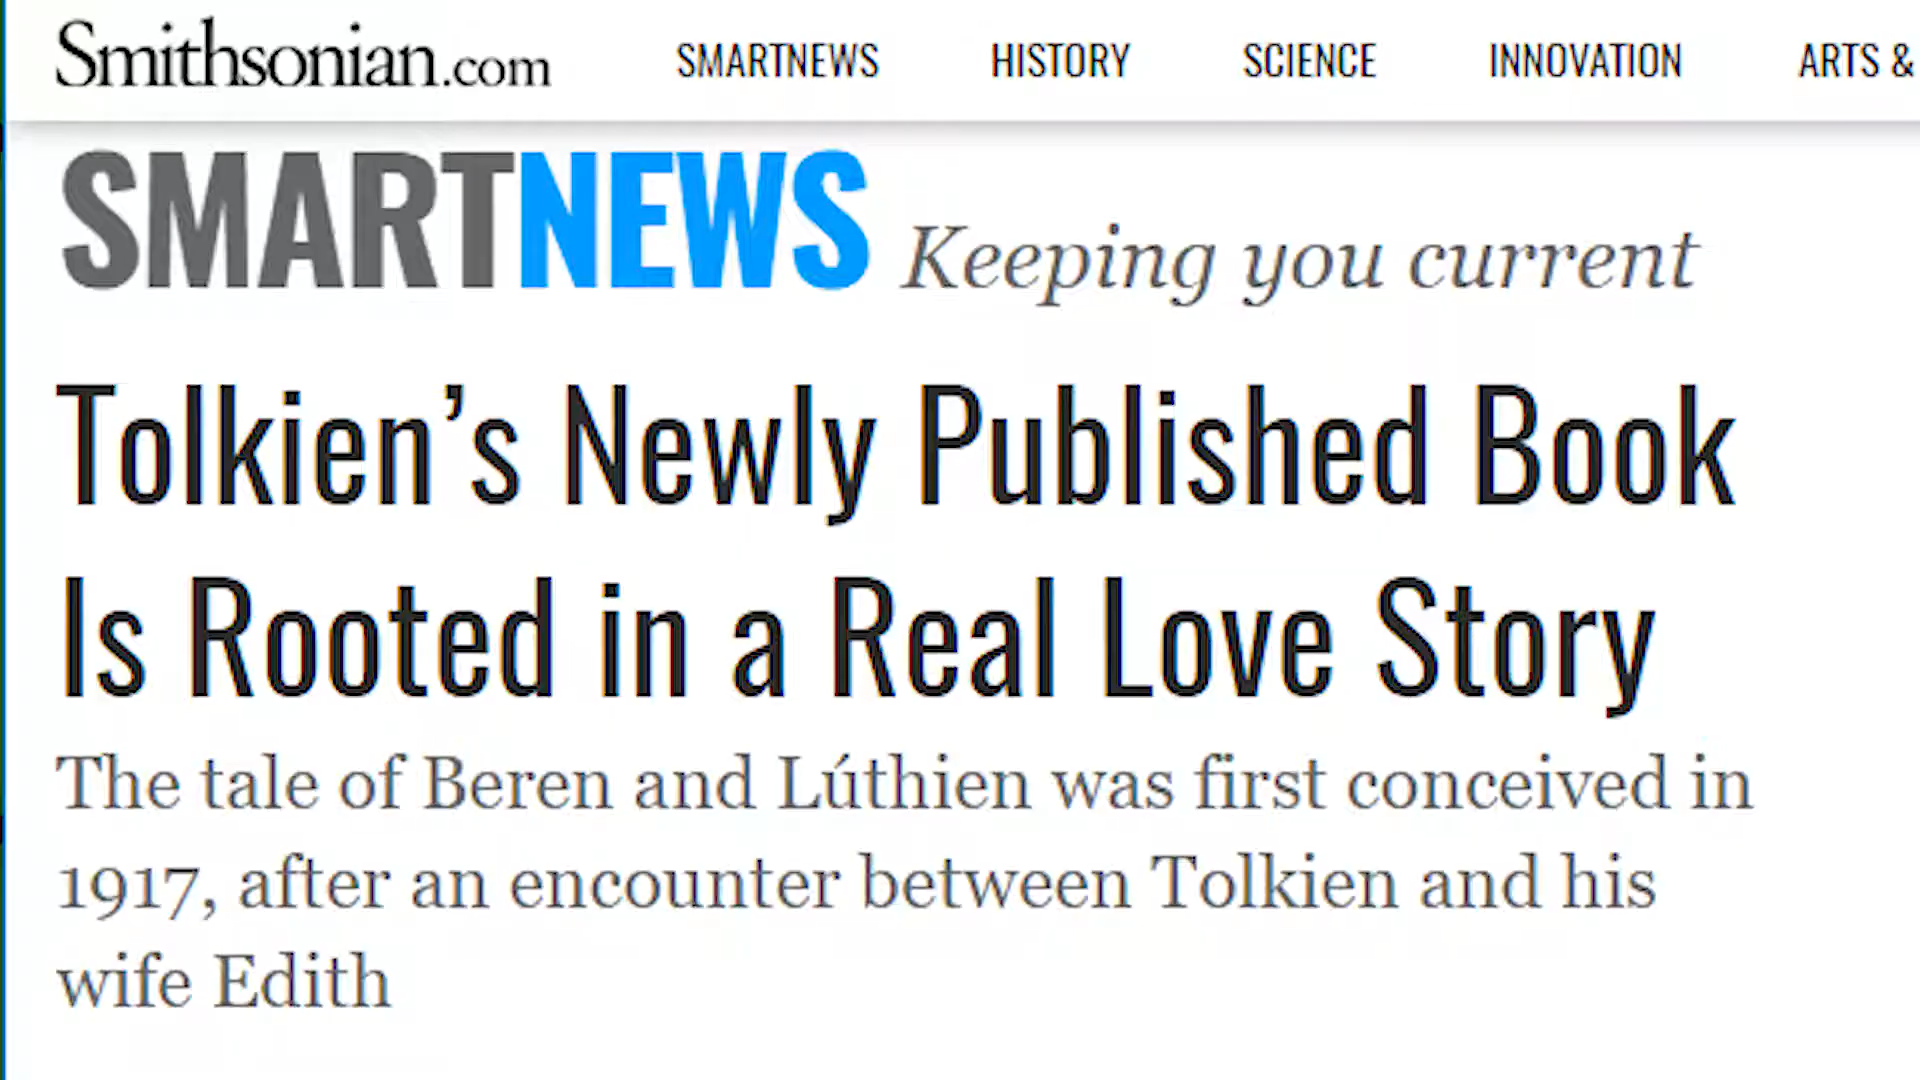 Smithsonian.com SMARTNEWS HISTORY SCIENCE INNOVATION ARTS &
SMARTNEWS Keeping you current
Tolkien’s Newly Published Book
Is Rooted in a Real Love Story
The tale of Beren and Lúthien was first conceived in
1917, after an encounter between Tolkien and his
wife Edith